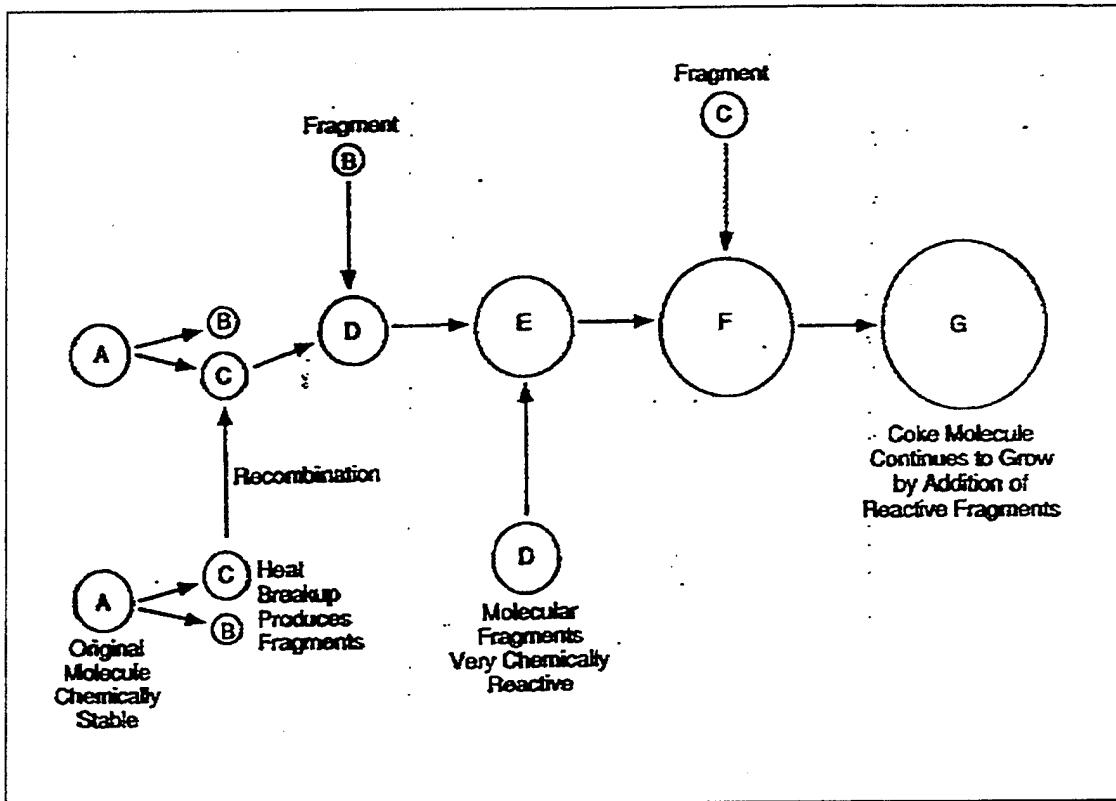 Fragment
C
Fragment
B
B
A
C
D
E
F
G
Coke Molecule
Continues to Grow
by Addition of
Reactive Fragments
Recombination
A
C
B
Heat
Breakup
Produces
Fragments
Original
Molecule
Chemically
Stable
D
Molecular
Fragments
Very Chemically
Reactive